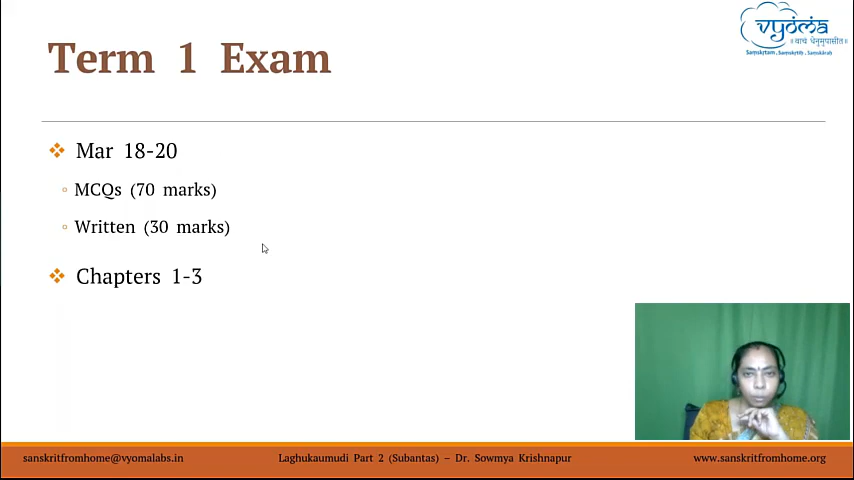 vyoma
॥वाचं धेनुमुपासीत॥
Samskrtam . Samskriti . Samskarah
Term 1 Exam
Mar 18-20
MCQs (70 marks)
Written (30 marks)
Chapters 1-3
sanskritfromhome@vyomalabs.in
Laghukaumudi Part 2 (Subantas) – Dr. Sowmya Krishnapur
www.sanskritfromhome.org